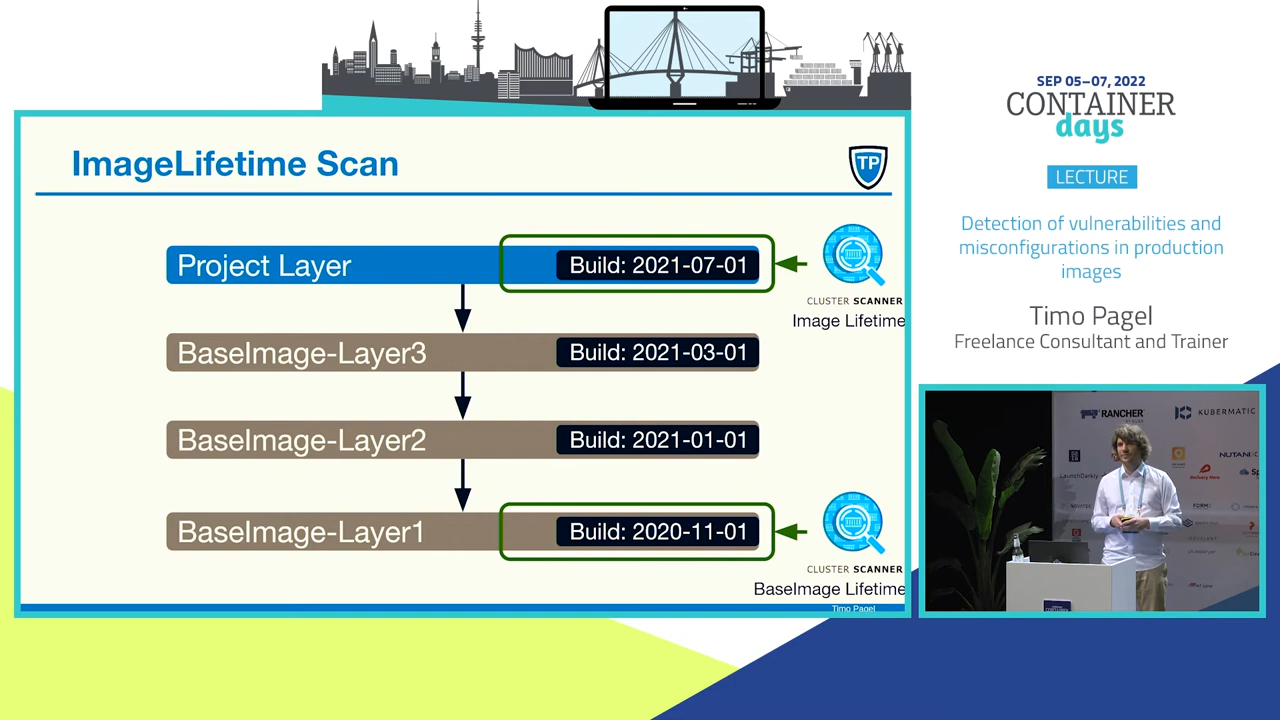 SEP 05–07, 2022
CONTAINER
days
LECTURE
Detection of vulnerabilities and
misconfigurations in production
images
Timo Pagel
Freelance Consultant and Trainer
ImageLifetime Scan
TP
Project Layer
Build: 2021-07-01
CLUSTER SCANNER
Image Lifetime
BaseImage-Layer3
Build: 2021-03-01
BaseImage-Layer2
Build: 2021-01-01
BaseImage-Layer1
Build: 2020-11-01
CLUSTER SCANNER
BaseImage Lifetime
Timo Pagel
RANCHER
KUBERMATIC
NUTANI
LaunchDarkly
Delivery Hero